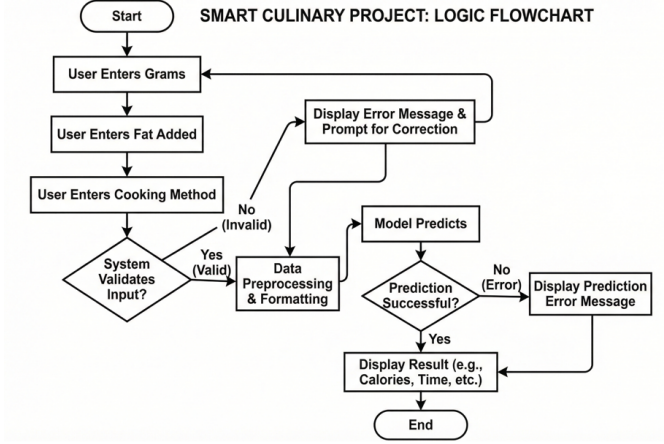 Start
SMART CULINARY PROJECT: LOGIC FLOWCHART
User Enters Grams
User Enters Fat Added
User Enters Cooking Method
System
Validates
Input?
No
(Invalid)
Display Error Message &
Prompt for Correction
Yes
(Valid)
Data
Preprocessing
& Formatting
Model Predicts
Prediction
Successful?
No
(Error)
Display Prediction
Error Message
Yes
Display Result (e.g.,
Calories, Time, etc.)
End